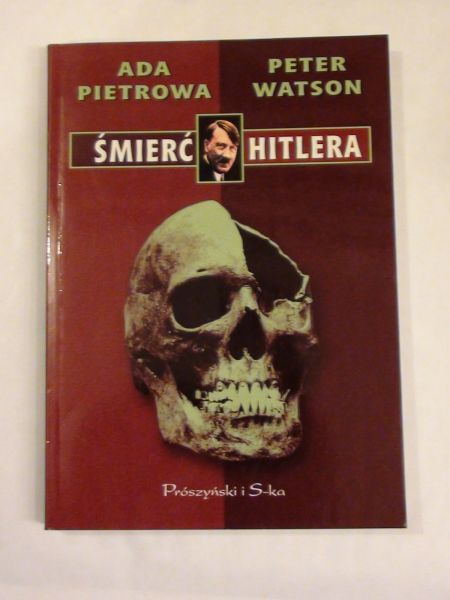 ADA PETER
PIETROWA WATSON
ŚMIERĆ HITLERA
Prószyński i S-ka